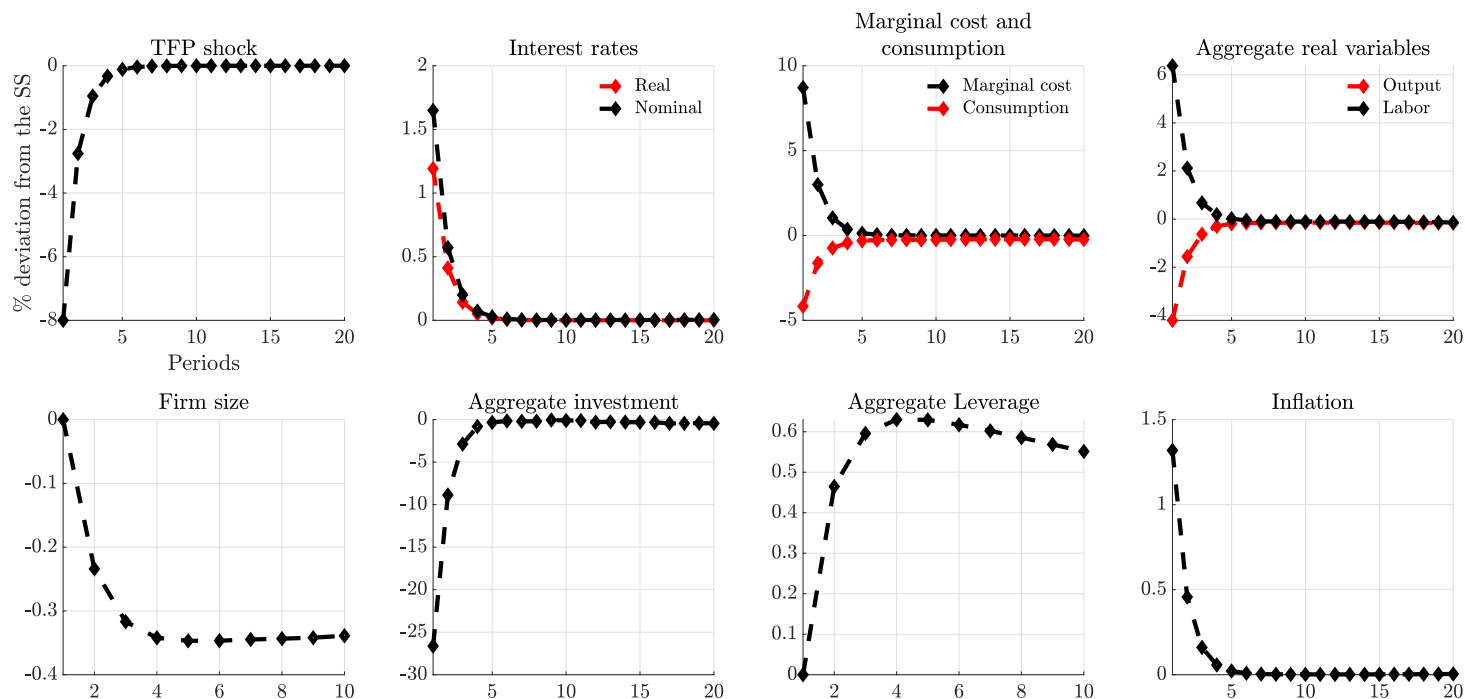 TFP shock
% deviation from the SS
0
-2
-4
-6
-8
5 10 15 20
Periods
Interest rates
Real
Nominal
2
1.5
1
0.5
0
5 10 15 20
Marginal cost and
consumption
Marginal cost
Consumption
10
5
0
-5
5 10 15 20
Aggregate real variables
Output
Labor
6
4
2
0
-2
-4
5 10 15 20
Firm size
0
-0.1
-0.2
-0.3
-0.4
2 4 6 8 10
Aggregate investment
0
-5
-10
-15
-20
-25
-30
5 10 15 20
Aggregate Leverage
0.6
0.5
0.4
0.3
0.2
0.1
0
2 4 6 8 10
Inflation
1.5
1
0.5
0
5 10 15 20